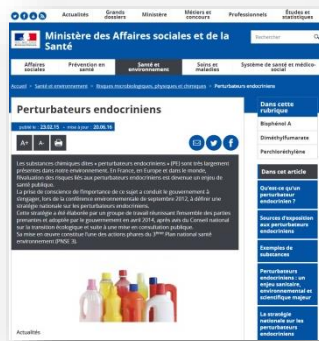 Actualités
Grands dossiers
Ministère
Métiers et concours
Professionnels
Études et statistiques
Ministère des Affaires sociales et de la Santé
Rechercher
Affaires sociales
Prévention en santé
Santé et environnement
Soins et maladies
Système de santé et médico-social
Accueil > Santé et environnement > Risques microbiologiques, physiques et chimiques > Perturbateurs endocriniens
Perturbateurs endocriniens
publié le : 23.02.15 - mise à jour : 20.06.16
A+ A-
Les substances chimiques dites « perturbateurs endocriniens » (PE) sont très largement
présentes dans notre environnement. En France, en Europe et dans le monde,
l'évaluation des risques liés aux perturbateurs endocriniens est devenue un enjeu de
santé publique.
La prise de conscience de l'importance de ce sujet a conduit le gouvernement à
s'engager, lors de la conférence environnementale de septembre 2012, à définir une
stratégie nationale sur les perturbateurs endocriniens.
Cette stratégie a été élaborée par un groupe de travail réunissant l'ensemble des parties
prenantes et adoptée par le gouvernement en avril 2014, après avis du Conseil national
sur la transition écologique et suite à une mise en consultation publique.
Sa mise en œuvre constitue l'une des actions phares du 3ème Plan national santé
environnement (PNSE 3).
Actualités
Dans cette rubrique
Bisphénol A
Diméthylfumarate
Perchloréthylène
Dans cet article
Qu'est-ce qu'un perturbateur endocrinien ?
Sources d'exposition aux perturbateurs endocriniens
Exemples de substances
Perturbateurs endocriniens : un enjeu sanitaire, environnemental et scientifique majeur
La stratégie nationale sur les perturbateurs endocriniens